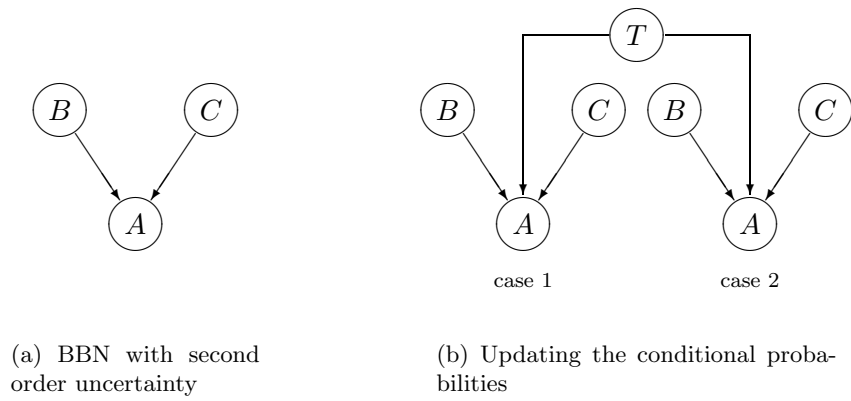 T
B
C
B
C
B
C
A
A
A
case 1
case 2
(a) BBN with second
order uncertainty
(b) Updating the conditional proba-
bilities